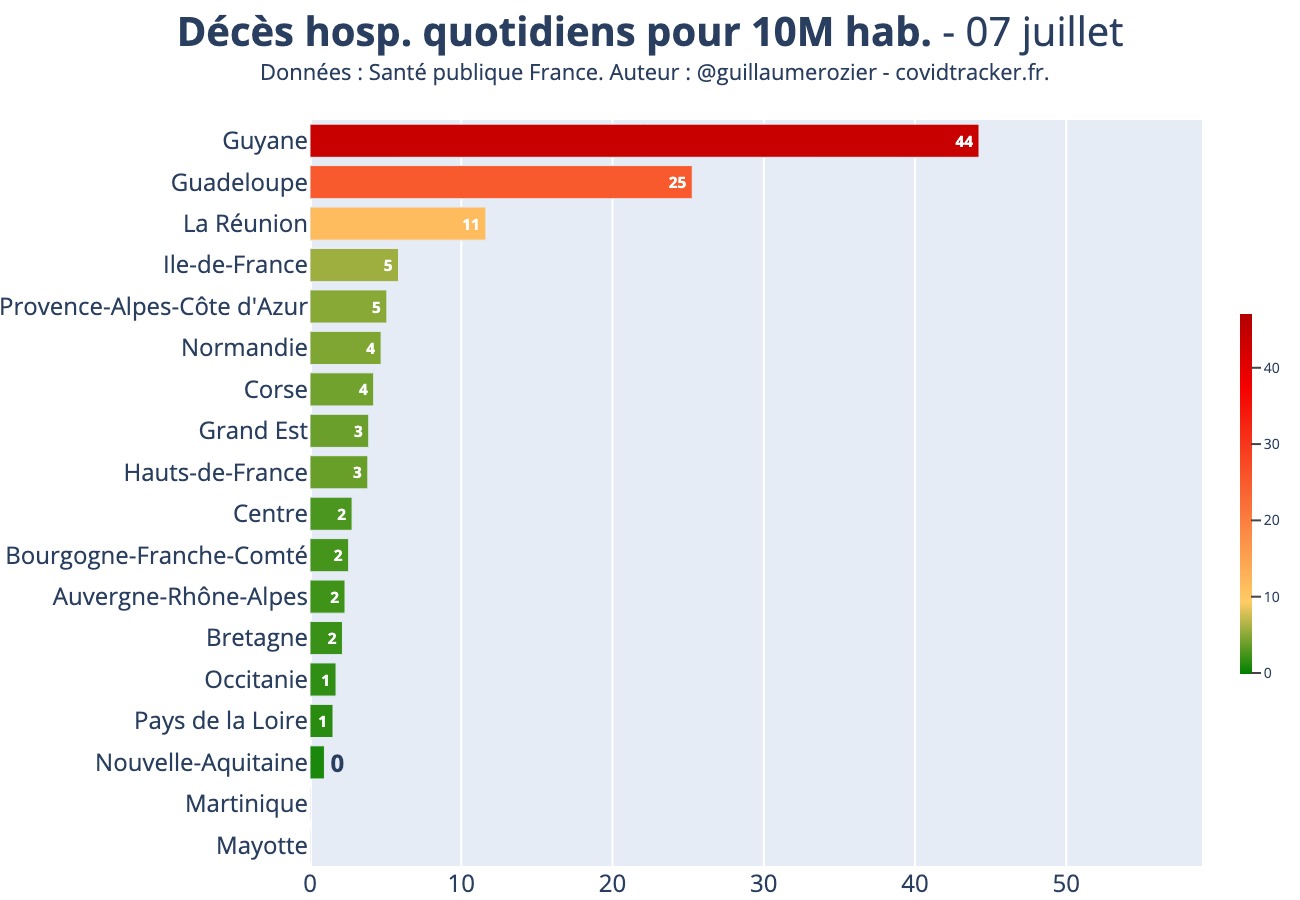 Décès hosp. quotidiens pour 10M hab. - 07 juillet
Données : Santé publique France. Auteur : @guillaumerozier - covidtracker.fr.
Guyane 44
Guadeloupe 25
La Réunion 11
Ile-de-France 5
Provence-Alpes-Côte d'Azur 5
Normandie 4
Corse 4
Grand Est 3
Hauts-de-France 3
Centre 2
Bourgogne-Franche-Comté 2
Auvergne-Rhône-Alpes 2
Bretagne 2
Occitanie 1
Pays de la Loire 1
Nouvelle-Aquitaine 0
Martinique
Mayotte
0 10 20 30 40 50
40
30
20
10
0